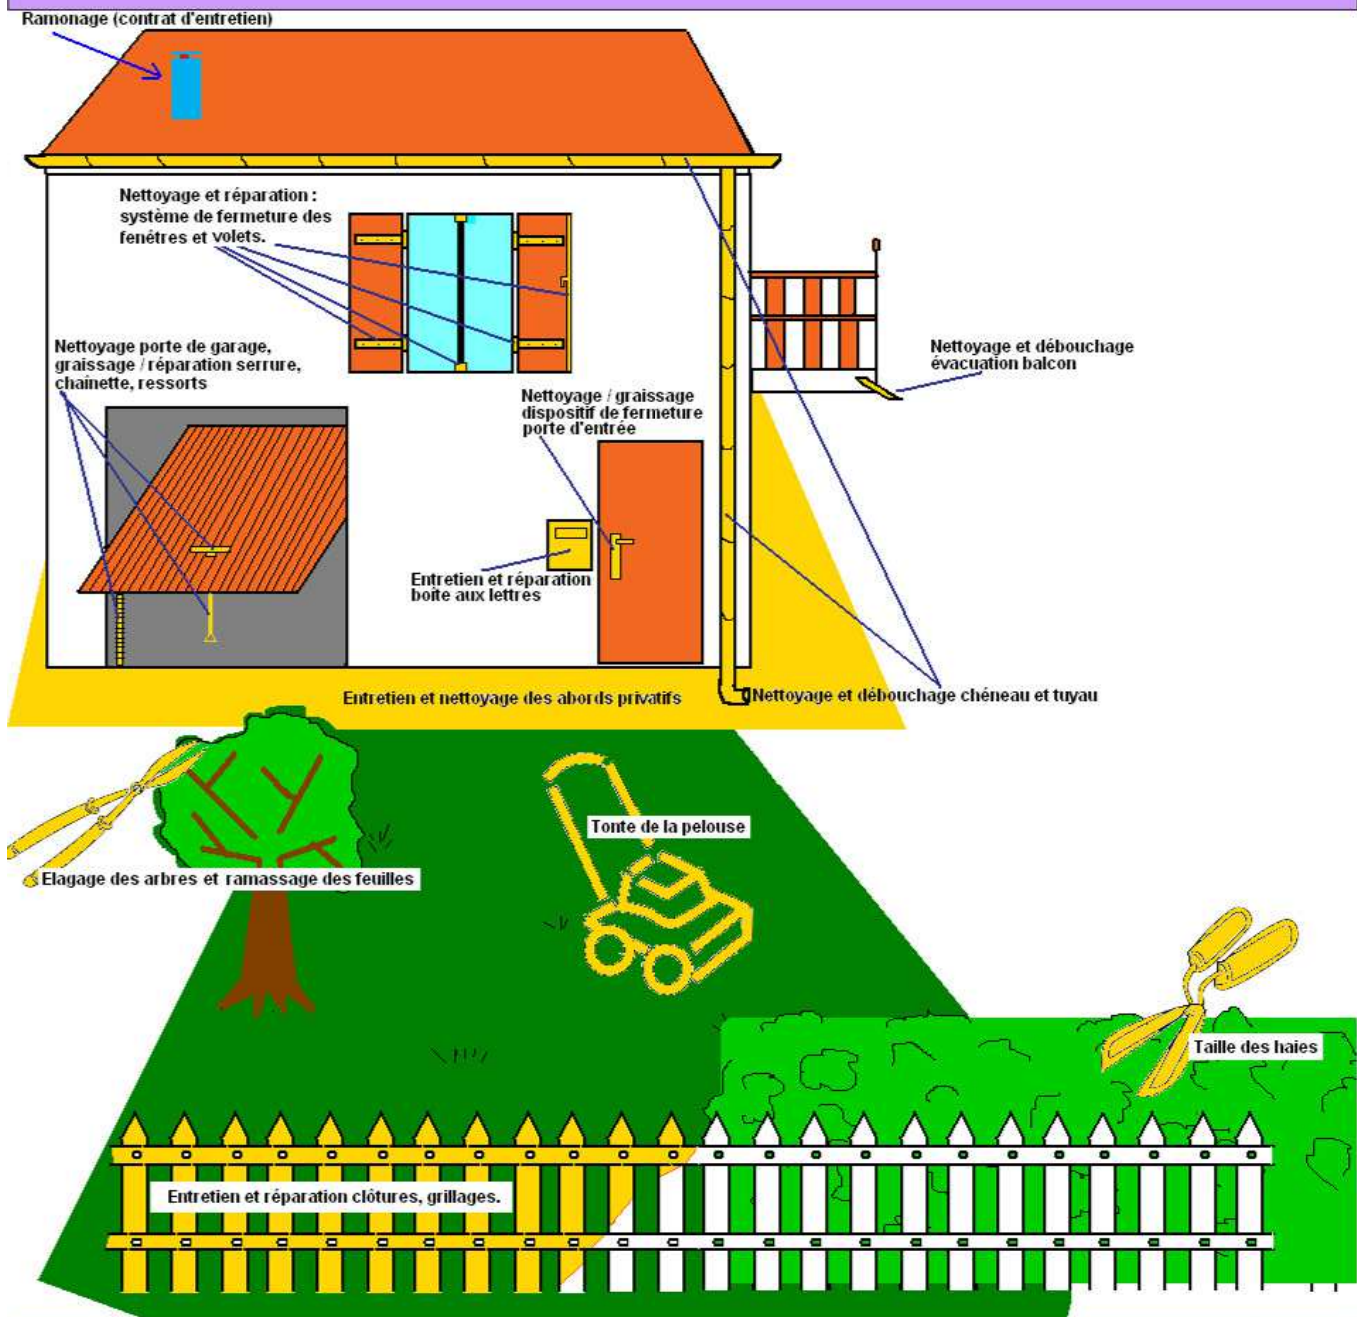 Ramonage (contrat d'entretien)
Nettoyage et réparation :
système de fermeture des
fenêtres et volets.
Nettoyage porte de garage,
graissage / réparation serrure,
chaînette, ressorts
Nettoyage et débouchage
évacuation balcon
Nettoyage / graissage
dispositif de fermeture
porte d'entrée
Entretien et réparation
boîte aux lettres
Entretien et nettoyage des abords privatifs
Nettoyage et débouchage chéneau et tuyau
Tonte de la pelouse
Elagage des arbres et ramassage des feuilles
Taille des haies
Entretien et réparation clôtures, grillages.